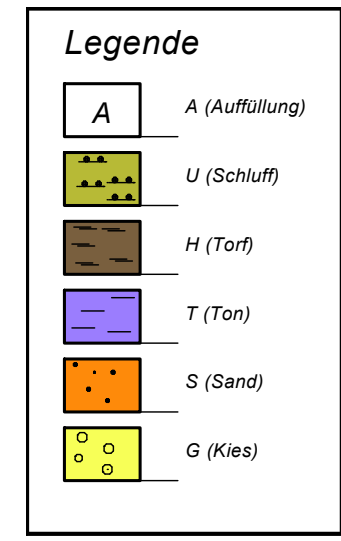 Legende
A A (Auffüllung)
U (Schluff)
H (Torf)
T (Ton)
S (Sand)
G (Kies)